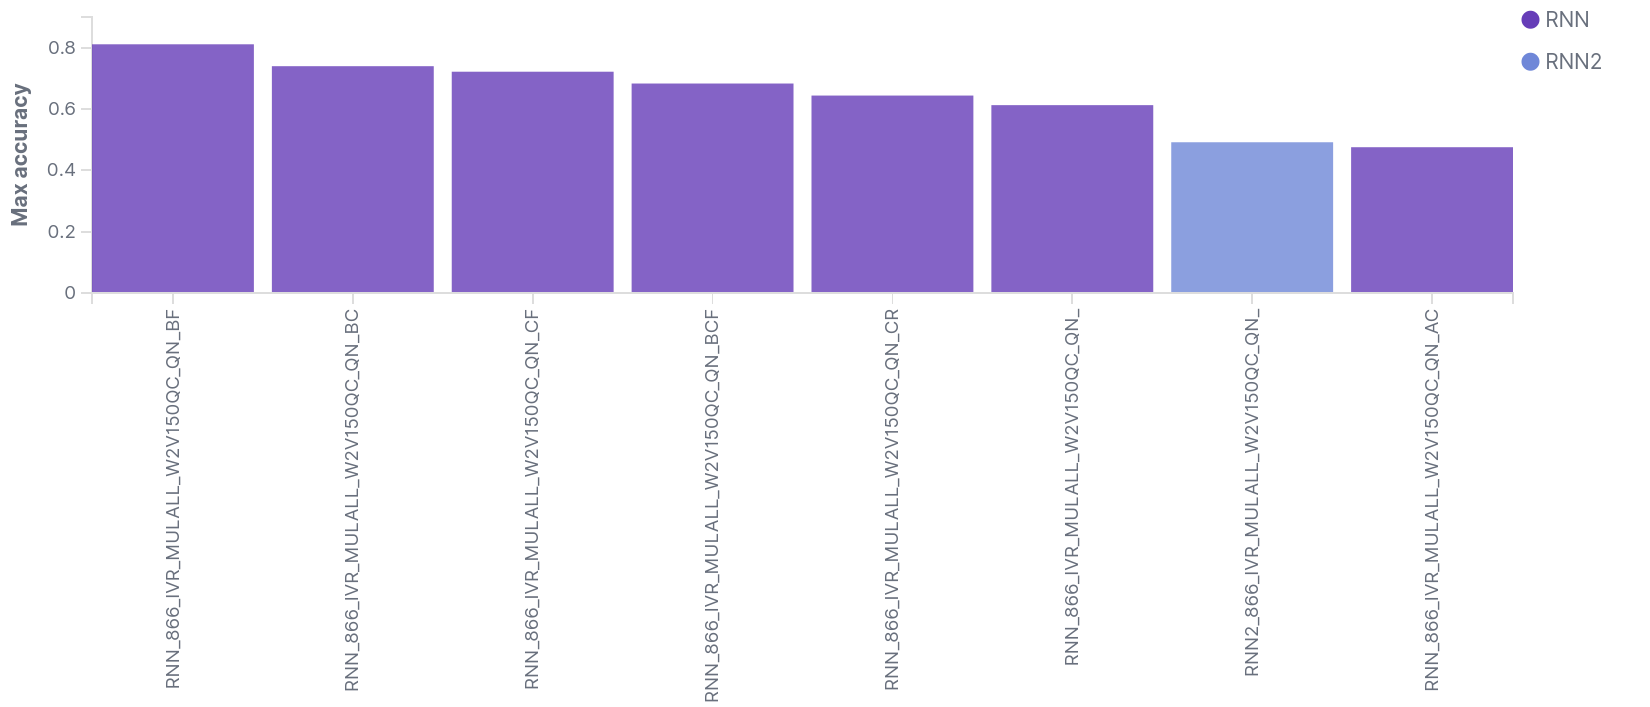 RNN
RNN2
Max accuracy
0.8
0.6
0.4
0.2
0
RNN_866_IVR_MULALL_W2V150QC_QN_BF
RNN_866_IVR_MULALL_W2V150QC_QN_BC
RNN_866_IVR_MULALL_W2V150QC_QN_CF
RNN_866_IVR_MULALL_W2V150QC_QN_BCF
RNN_866_IVR_MULALL_W2V150QC_QN_CR
RNN_866_IVR_MULALL_W2V150QC_QN_
RNN2_866_IVR_MULALL_W2V150QC_QN_
RNN_866_IVR_MULALL_W2V150QC_QN_AC